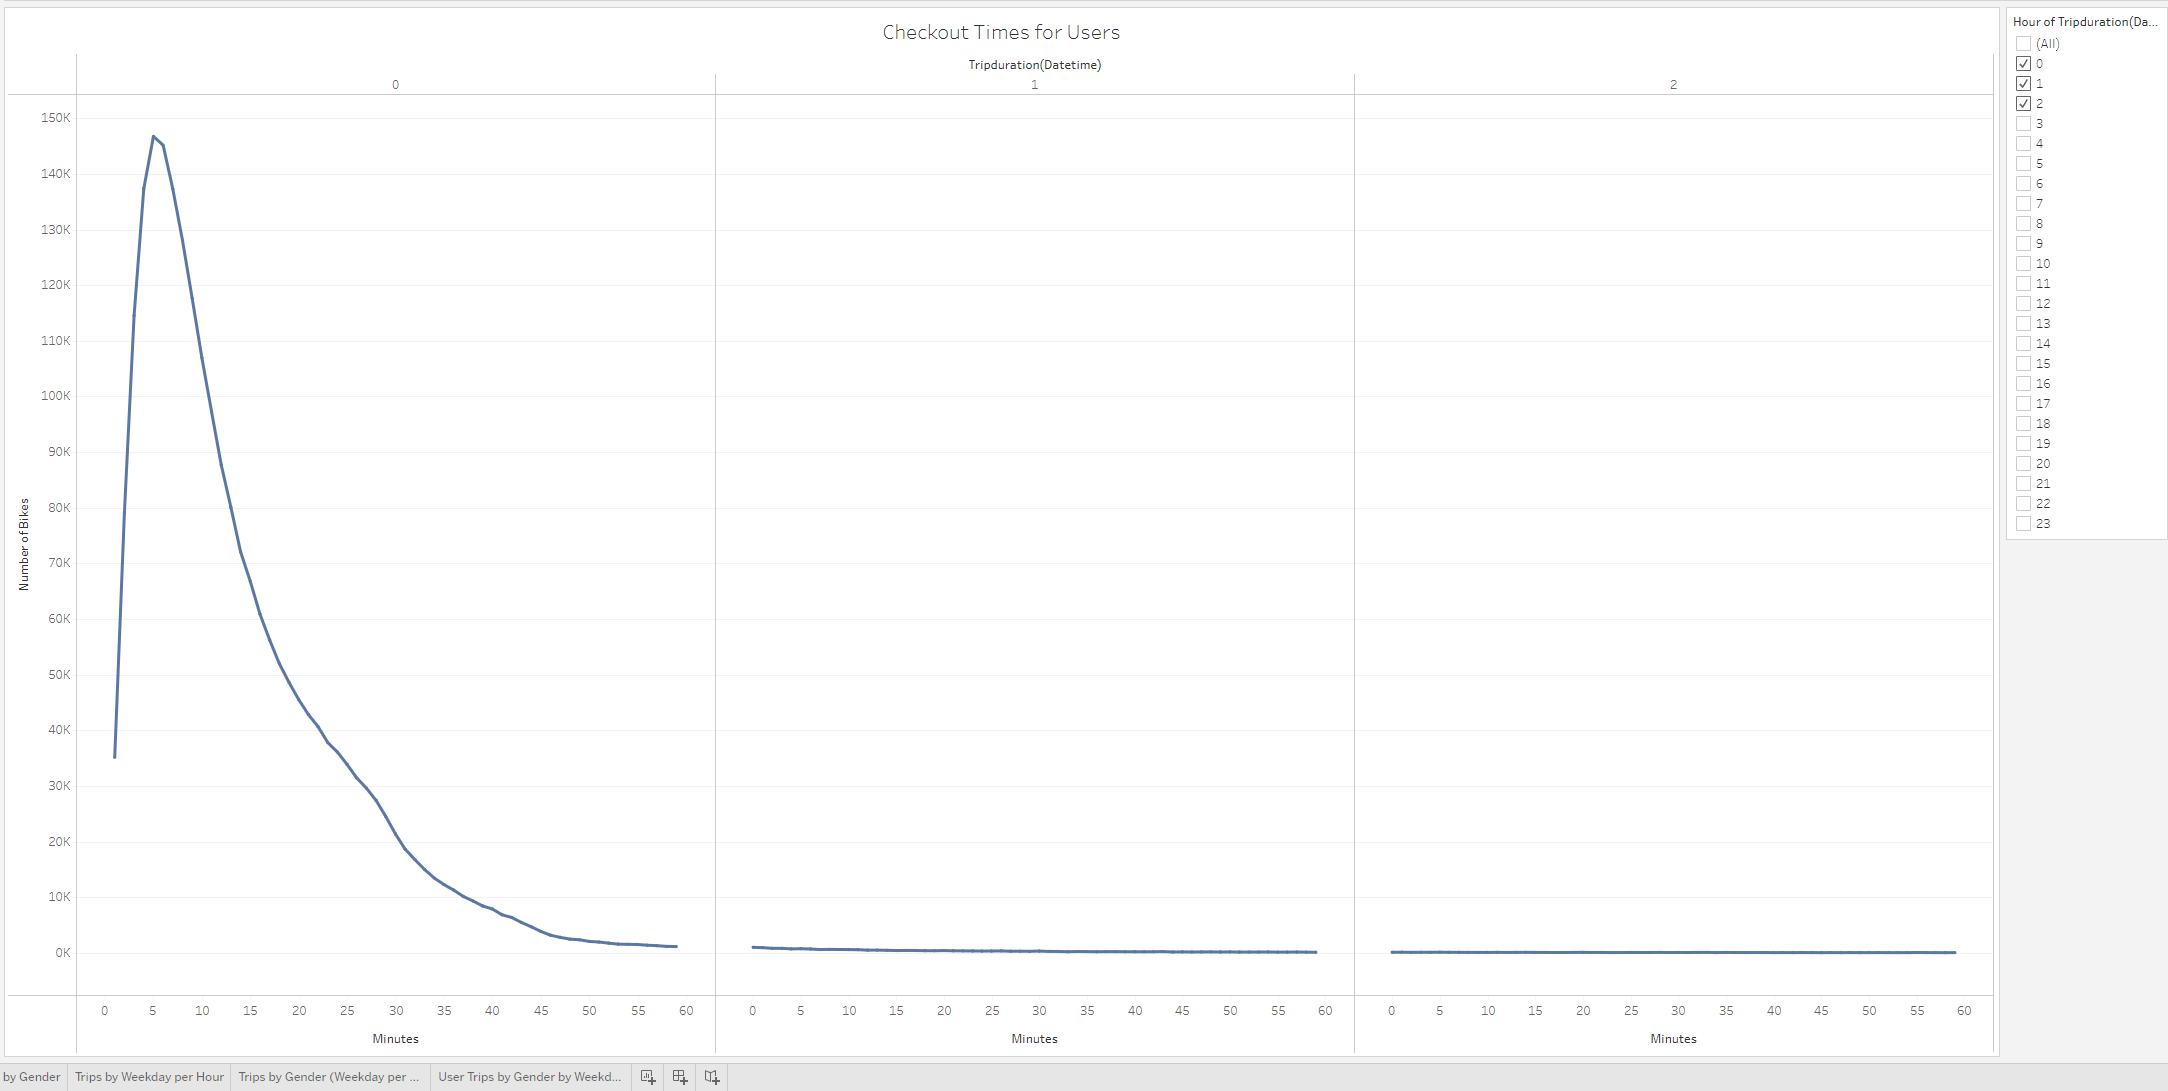 Checkout Times for Users
Tripduration(Datetime)
0 1 2
150K
140K
130K
120K
110K
100K
90K
80K
70K
60K
50K
40K
30K
20K
10K
0K
Number of Bikes
0 5 10 15 20 25 30 35 40 45 50 55 60 0 5 10 15 20 25 30 35 40 45 50 55 60 0 5 10 15 20 25 30 35 40 45 50 55 60
Minutes Minutes Minutes
Hour of Tripduration(Da...
(All)
0
1
2
3
4
5
6
7
8
9
10
11
12
13
14
15
16
17
18
19
20
21
22
23
by Gender Trips by Weekday per Hour Trips by Gender (Weekday per ... User Trips by Gender by Weekd...